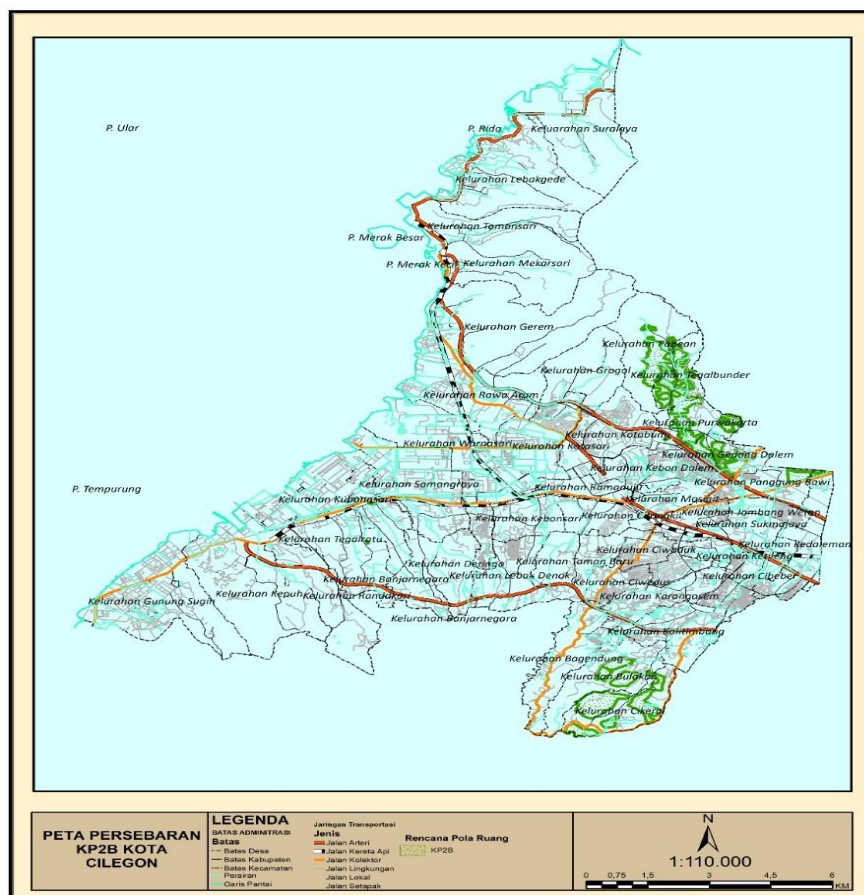 P. Ular
P. Rida
Keluarahan Suralaya
Kelurahan Lebakgede
Kelurahan Tamansari
P. Merak Besar
P. Merak Kecil
Kelurahan Mekarsari
Kelurahan Gerem
Kelurahan Pabean
Kelurahan Grogol
Kelurahan Tegalbunder
Kelurahan Rawa Arum
Kelurahan Purwakarta
Kelurahan Kotabumi
Kelurahan Warnasari
Kelurahan Kotasari
Kelurahan Gedong Dalem
Kelurahan Kebon Dalem
Kelurahan Panggung Rawi
P. Tempurung
Kelurahan Samangraya
Kelurahan Ramanuju
Kelurahan Kubangsari
Kelurahan Masigit
Kelurahan Jombang Wetan
Kelurahan Kebonsari
Kelurahan
Kelurahan Sukmajaya
Kelurahan Tegalratu
Kelurahan Kedaleman
Kelurahan Ciwaduk
Kelurahan Ketileng
Kelurahan Deringo
Kelurahan Taman Baru
Kelurahan Banjarnegara
Kelurahan Lebak Denok
Kelurahan Ciwedus
Kelurahan Cibeber
Kelurahan Gunung Sugih
Kelurahan Kepuh
Kelurahan Randakari
Kelurahan Karangasem
Kelurahan Banjarnegara
Kelurahan Kalitimbang
Kelurahan Bagendung
Kelurahan Bulakan
Kelurahan Cikerai
PETA PERSEBARAN
KP2B KOTA
CILEGON
LEGENDA
BATAS ADMINITRASI
Batas
Batas Desa
Batas Kabupaten
Batas Kecamatan
Perairan
Garis Pantai
Jaringan Transportasi
Jenis
Jalan Arteri
Jalan Kereta Api
Jalan Kolektor
Jalan Lingkungan
Jalan Lokal
Jalan Setapak
Rencana Pola Ruang
KP2B
N
1:110.000
0 0,75 1,5 3 4,5 6
KM